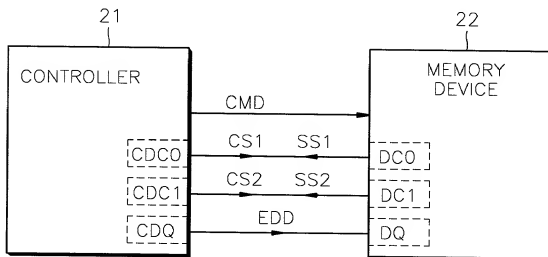 21
22
CONTROLLER
MEMORY
DEVICE
CMD
CDC0 CS1 SS1 DC0
CDC1 CS2 SS2 DC1
CDQ EDD DQ